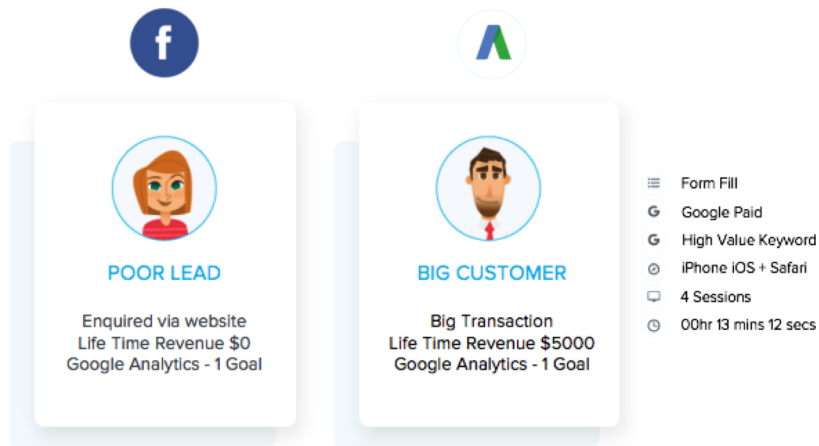 POOR LEAD
Enquired via website
Life Time Revenue $0
Google Analytics - 1 Goal
BIG CUSTOMER
Big Transaction
Life Time Revenue $5000
Google Analytics - 1 Goal
Form Fill
Google Paid
High Value Keyword
iPhone iOS + Safari
4 Sessions
00hr 13 mins 12 secs